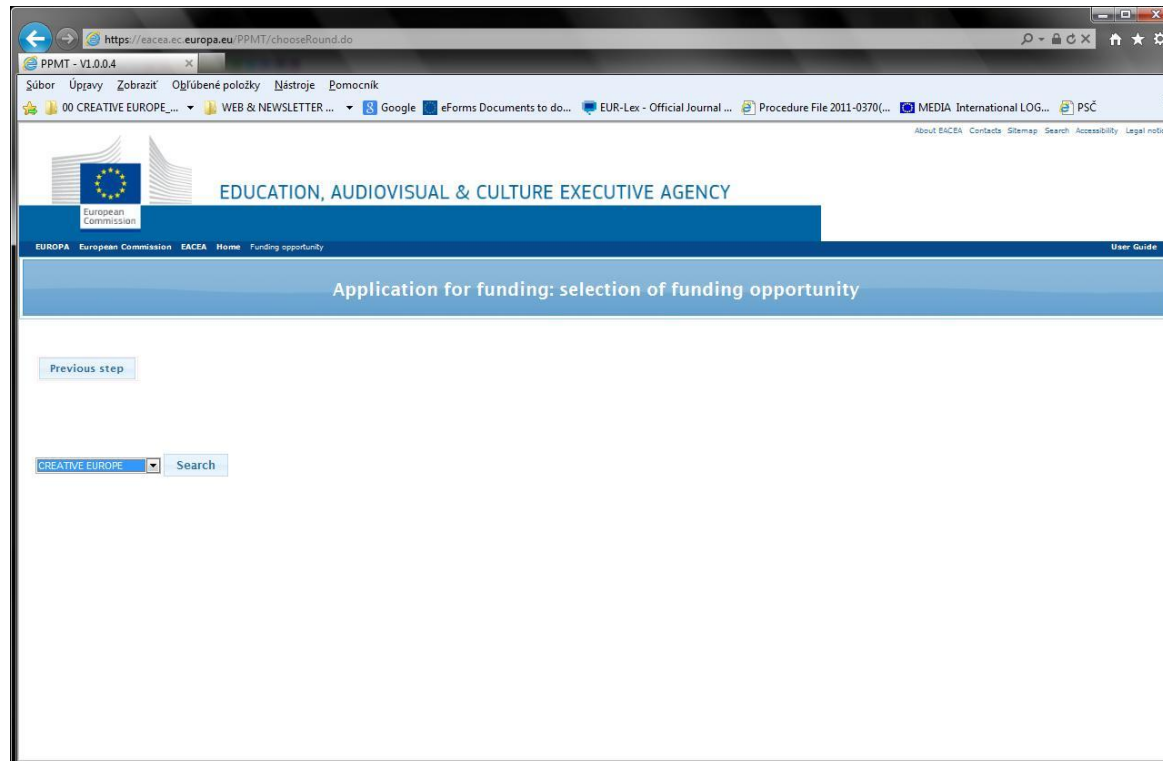 https://eacea.ec.europa.eu/PPMT/chooseRound.do
PPMT - V1.0.0.4
Súbor Úpravy Zobraziť Obľúbené položky Nástroje Pomocník
00 CREATIVE EUROPE_... WEB & NEWSLETTER ... Google eForms Documents to do... EUR-Lex - Official Journal ... Procedure File 2011-0370(... MEDIA International LOG... PSČ
About EACEA Contacts Sitemap Search Accessibility Legal notic
EDUCATION, AUDIOVISUAL & CULTURE EXECUTIVE AGENCY
European
Commission
EUROPA European Commission EACEA Home Funding opportunity User Guide
Application for funding: selection of funding opportunity
Previous step
CREATIVE EUROPE Search